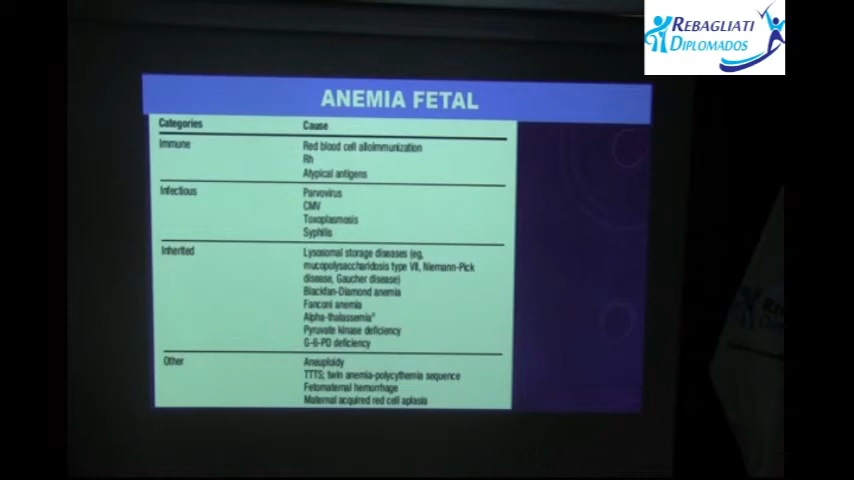 REBAGLIATI
DIPLOMADOS
ANEMIA FETAL
Categories Cause
Immune Red blood cell alloimmunization
Rh
Atypical antigens
Infectious Parvovirus
CMV
Toxoplasmosis
Syphilis
Inherited Lysosomal storage diseases (eg,
mucopolysaccharidosis type VII, Niemann-Pick
disease, Gaucher disease)
Blackfan-Diamond anemia
Fanconi anemia
Alpha-thalassemia
Pyruvate kinase deficiency
G-6-PD deficiency
Other Aneuploidy
TTTS; twin anemia-polycythemia sequence
Fetomaternal hemorrhage
Maternal acquired red cell aplasia